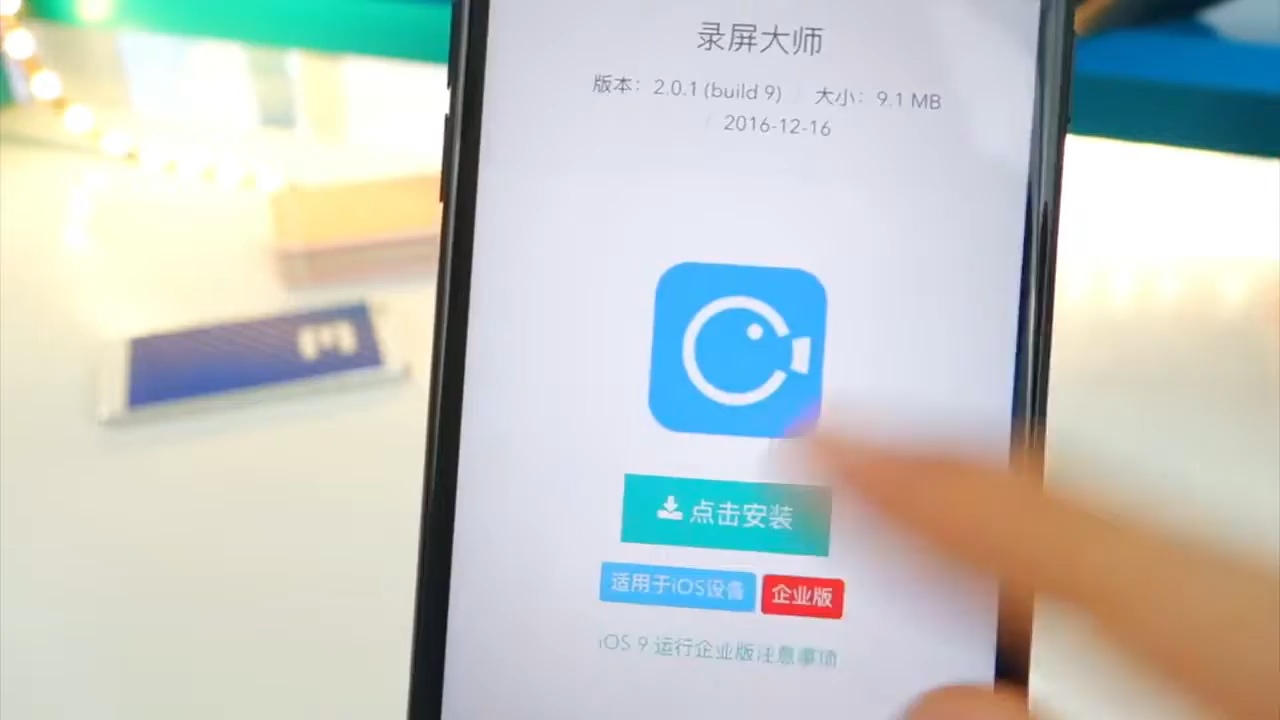 录屏大师
版本：2.0.1 (build 9) 大小：9.1 MB
2016-12-16
点击安装
适用于iOS设备 企业版
iOS 9 运行企业版注意事项